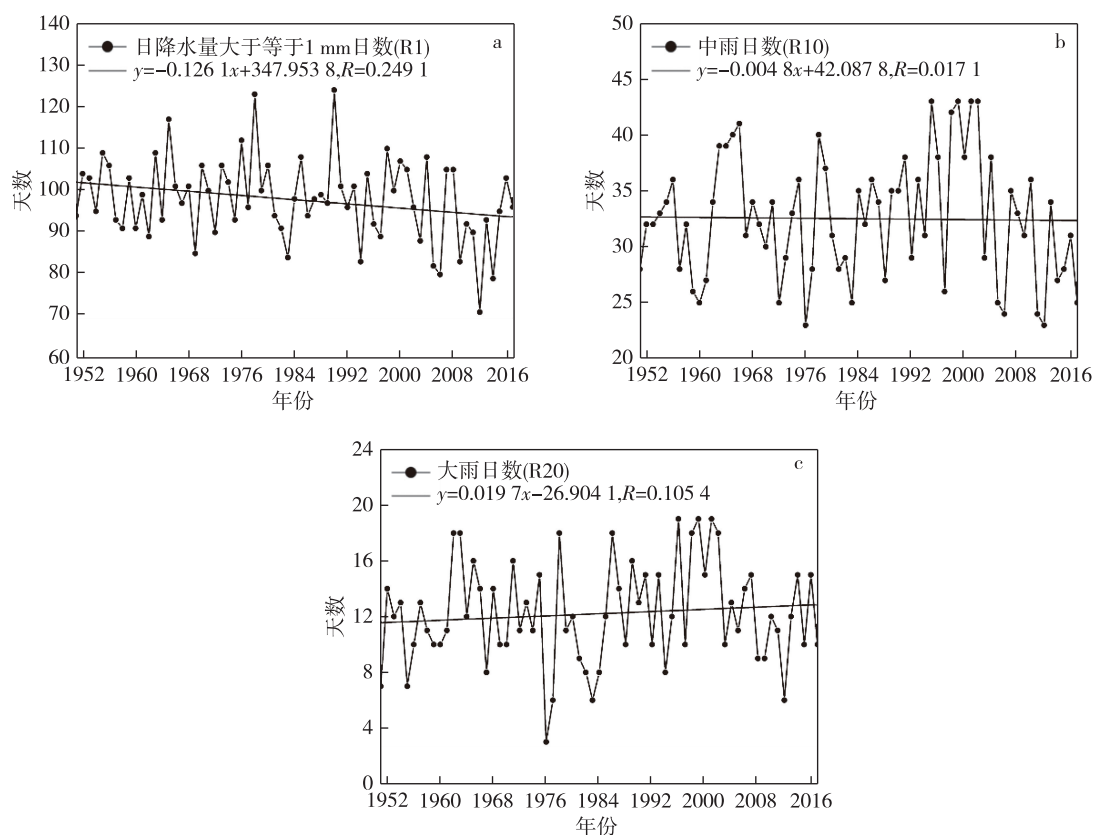 140
130
120
110
100
90
80
70
60
天数
日降水量大于等于1 mm日数(R1)
y=-0.126 1x+347.953 8,R=0.249 1
a
1952 1960 1968 1976 1984 1992 2000 2008 2016
年份
50
45
40
35
30
25
20
天数
中雨日数(R10)
y=-0.004 8x+42.087 8,R=0.017 1
b
1952 1960 1968 1976 1984 1992 2000 2008 2016
年份
24
20
16
12
8
4
0
天数
大雨日数(R20)
y=0.019 7x-26.904 1,R=0.105 4
c
1952 1960 1968 1976 1984 1992 2000 2008 2016
年份